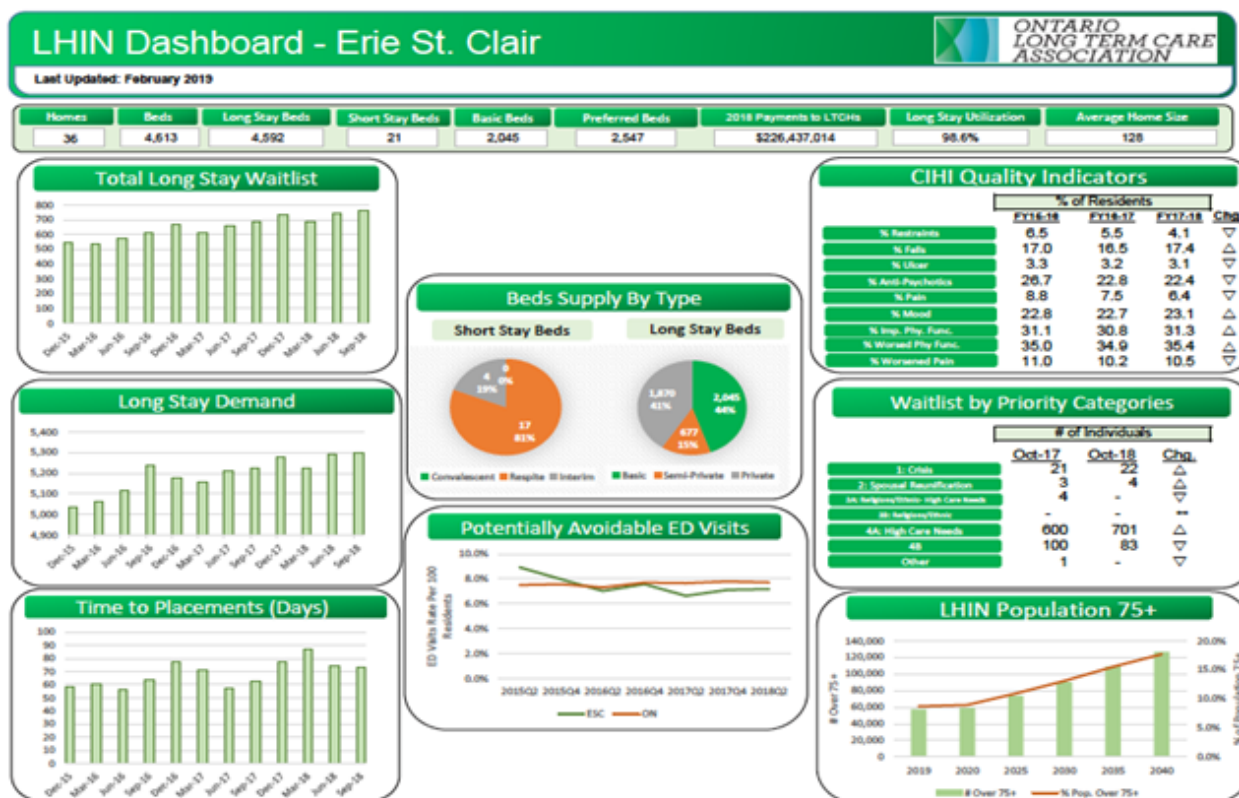 LHIN Dashboard - Erie St. Clair
ONTARIO
LONG TERM CARE
ASSOCIATION
Last Updated: February 2019
Homes Beds Long Stay Beds Short Stay Beds Basic Beds Preferred Beds 2018 Payments to LTCHs Long Stay Utilization Average Home Size
36 4,613 4,592 21 2,045 2,547 $226,437,014 98.6% 128
Total Long Stay Waitlist
800
700
600
500
400
300
200
100
0
Dec-15 Mar-16 Jun-16 Sep-16 Dec-16 Mar-17 Jun-17 Sep-17 Dec-17 Mar-18 Jun-18 Sep-18
Long Stay Demand
5,400
5,300
5,200
5,100
5,000
4,900
Dec-15 Mar-16 Jun-16 Sep-16 Dec-16 Mar-17 Jun-17 Sep-17 Dec-17 Mar-18 Jun-18 Sep-18
Time to Placements (Days)
100
90
80
70
60
50
40
30
20
10
0
Dec-15 Mar-16 Jun-16 Sep-16 Dec-16 Mar-17 Jun-17 Sep-17 Dec-17 Mar-18 Jun-18 Sep-18
Beds Supply By Type
Short Stay Beds Long Stay Beds
0
0%
4
19%
17
81%
1,870
41%
2,045
44%
677
15%
Convalescent Respite Interim Basic Semi-Private Private
Potentially Avoidable ED Visits
ED Visits Rate Per 100
Residents
10.0%
8.0%
6.0%
4.0%
2.0%
0.0%
2015Q2 2015Q4 2016Q2 2016Q4 2017Q2 2017Q4 2018Q2
ESC ON
CIHI Quality Indicators
% of Residents
FY15-16 FY16-17 FY17-18 Chg
% Restraints 6.5 5.5 4.1 ▽
% Falls 17.0 16.5 17.4 △
% Ulcer 3.3 3.2 3.1 ▽
% Anti-Psychotics 26.7 22.8 22.4 ▽
% Pain 8.8 7.5 6.4 ▽
% Mood 22.8 22.7 23.1 △
% Imp. Phy. Func. 31.1 30.8 31.3 △
% Worsed Phy Func. 35.0 34.9 35.4 △
% Worsened Pain 11.0 10.2 10.5 ▽
Waitlist by Priority Categories
# of Individuals
Oct-17 Oct-18 Chg.
1: Crisis 21 22 △
2: Spousal Reunification 3 4 △
3A: Religious/Ethnic- High Care Needs 4 - ▽
3B: Religious/Ethnic - - **
4A: High Care Needs 600 701 △
4B 100 83 ▽
Other 1 - ▽
LHIN Population 75+
# Over 75+
140,000
120,000
100,000
80,000
60,000
40,000
20,000
0
20.0%
15.0%
10.0%
5.0%
0.0%
% of Population 75+
2019 2020 2025 2030 2035 2040
# Over 75+ % Pop. Over 75+